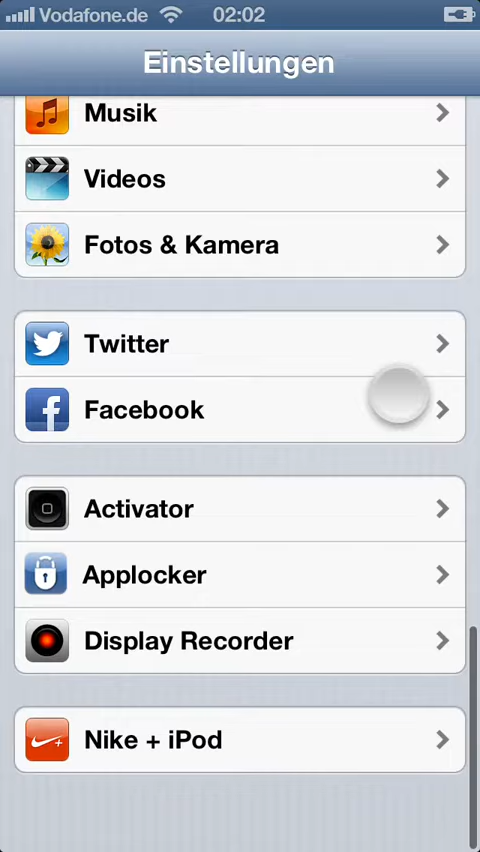 Vodafone.de 02:02
Einstellungen
Musik
Videos
Fotos & Kamera
Twitter
Facebook
Activator
Applocker
Display Recorder
Nike + iPod